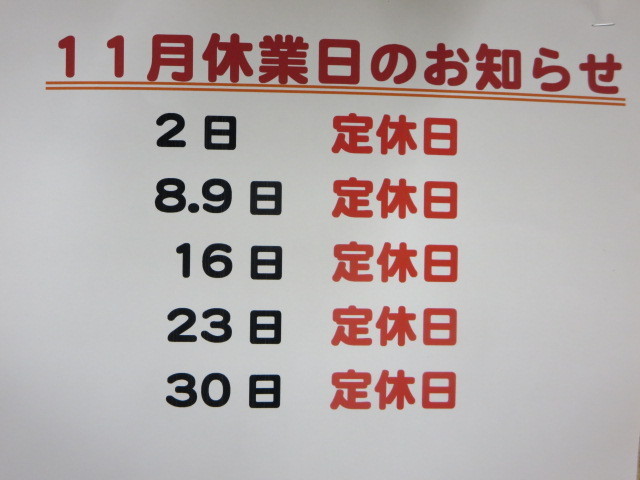 １１月休業日のお知らせ
2日 定休日
8.9日 定休日
16日 定休日
23日 定休日
30日 定休日